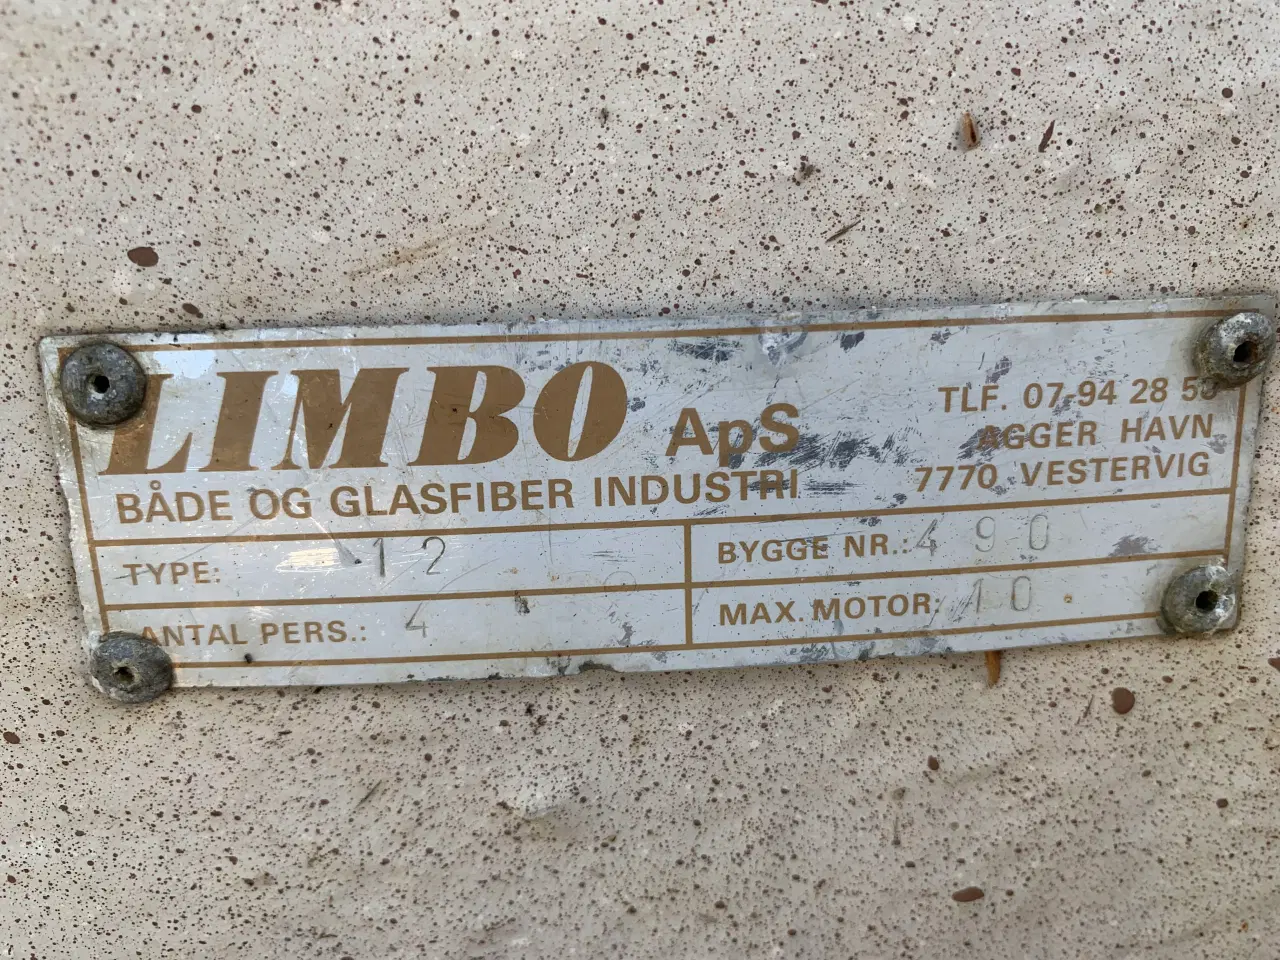 LIMBO ApS
BÅDE OG GLASFIBER INDUSTRI
TLF. 07-94 28 58
AGGER HAVN
7770 VESTERVIG
TYPE: 12
BYGGE NR.: 490
ANTAL PERS.: 4
MAX. MOTOR: 10